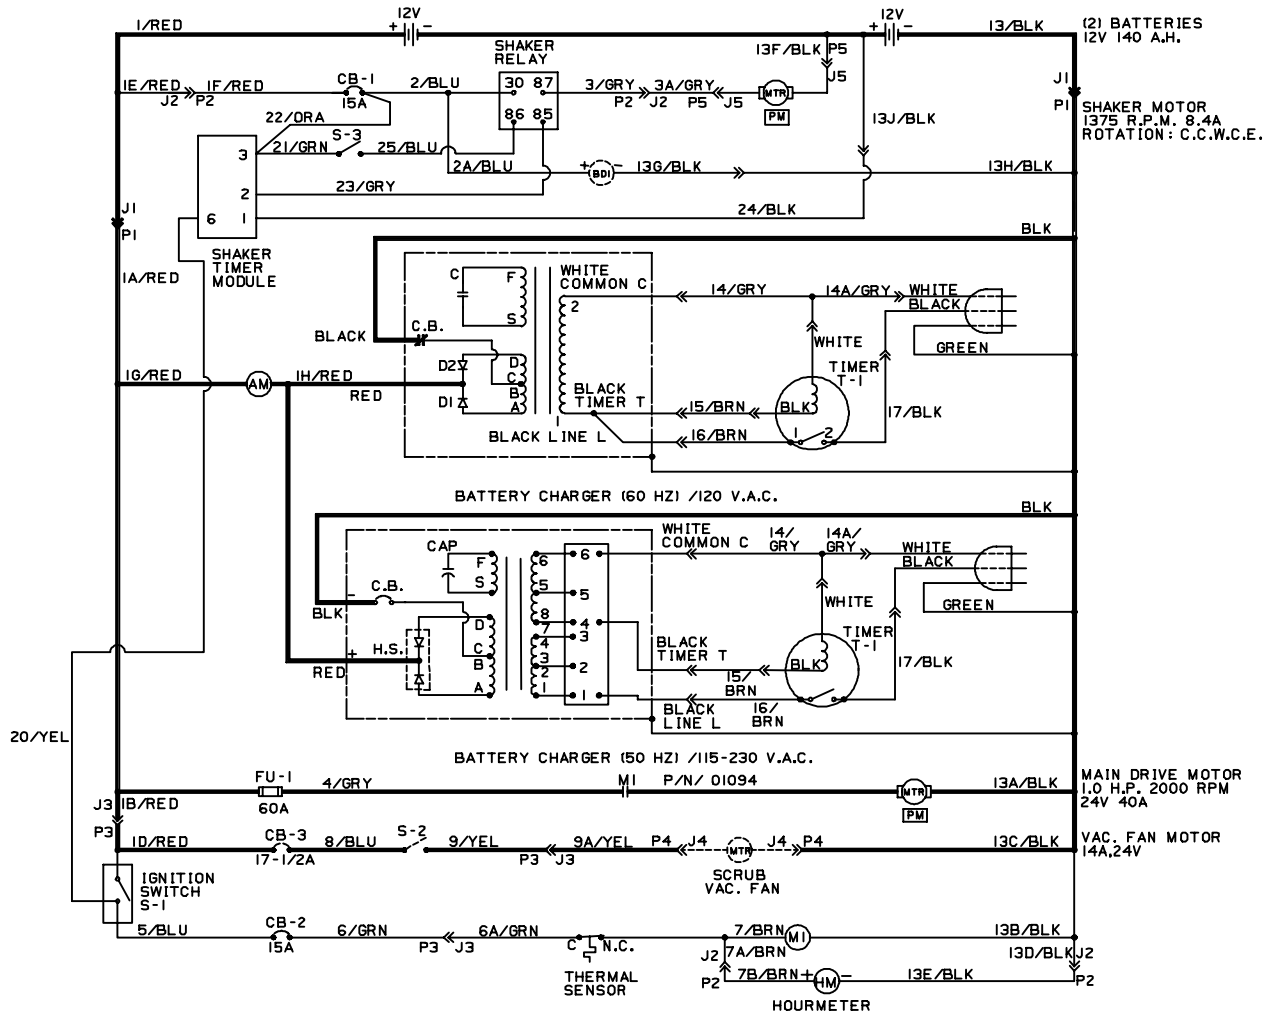 1/RED
12V
+ -
12V
+ -
13/BLK
(2) BATTERIES
12V 140 A.H.
SHAKER
RELAY
13F/BLK P5
J5
1E/RED
J2 P2
1F/RED
CB-1
15A
2/BLU
30 87
86 85
3/GRY
P2 J2
3A/GRY
P5 J5
MTR
PM
J1
P1
SHAKER MOTOR
1375 R.P.M. 8.4A
ROTATION: C.C.W.C.E.
22/ORA
13J/BLK
3
21/GRN
S-3
25/BLU
2A/BLU
+ BDI -
13G/BLK
13H/BLK
2
23/GRY
J1
P1
6 1
24/BLK
SHAKER
TIMER
MODULE
BLK
1A/RED
C F
S
WHITE
COMMON C
2
14/GRY
14A/GRY
WHITE
BLACK
BLACK
C.B.
WHITE
GREEN
1G/RED
AM
1H/RED
RED
D2
D1
D
C
B
A
BLACK
TIMER T
1
BLACK LINE L
15/BRN
BLK
TIMER
T-1
17/BLK
16/BRN
1 2
BATTERY CHARGER (60 HZ) /120 V.A.C.
BLK
CAP
F
S
6
5
8
7
4
3
2
1
6
5
4
3
2
1
WHITE
COMMON C
14/
GRY
14A/
GRY
WHITE
BLACK
GREEN
C.B.
-
BLK
WHITE
D
C
B
A
H.S.
+
RED
BLACK
TIMER T
BLK
TIMER
T-1
17/BLK
15/
BRN
BLACK
LINE L
16/
BRN
20/YEL
BATTERY CHARGER (50 HZ) /115-230 V.A.C.
FU-1
60A
4/GRY
M1
P/N/ 01094
MTR
PM
13A/BLK
MAIN DRIVE MOTOR
1.0 H.P. 2000 RPM
24V 40A
J3 1B/RED
P3
1D/RED
CB-3
17-1/2A
8/BLU
S-2
9/YEL
P3 J3
9A/YEL
P4 J4
MTR
J4 P4
13C/BLK
VAC. FAN MOTOR
14A,24V
SCRUB
VAC. FAN
IGNITION
SWITCH
S-1
5/BLU
CB-2
15A
6/GRN
P3 J3
6A/GRN
C N.C.
THERMAL
SENSOR
7/BRN
M1
13B/BLK
7A/BRN
13D/BLK J2
J2
P2
7B/BRN
+ HM -
13E/BLK
P2
HOURMETER